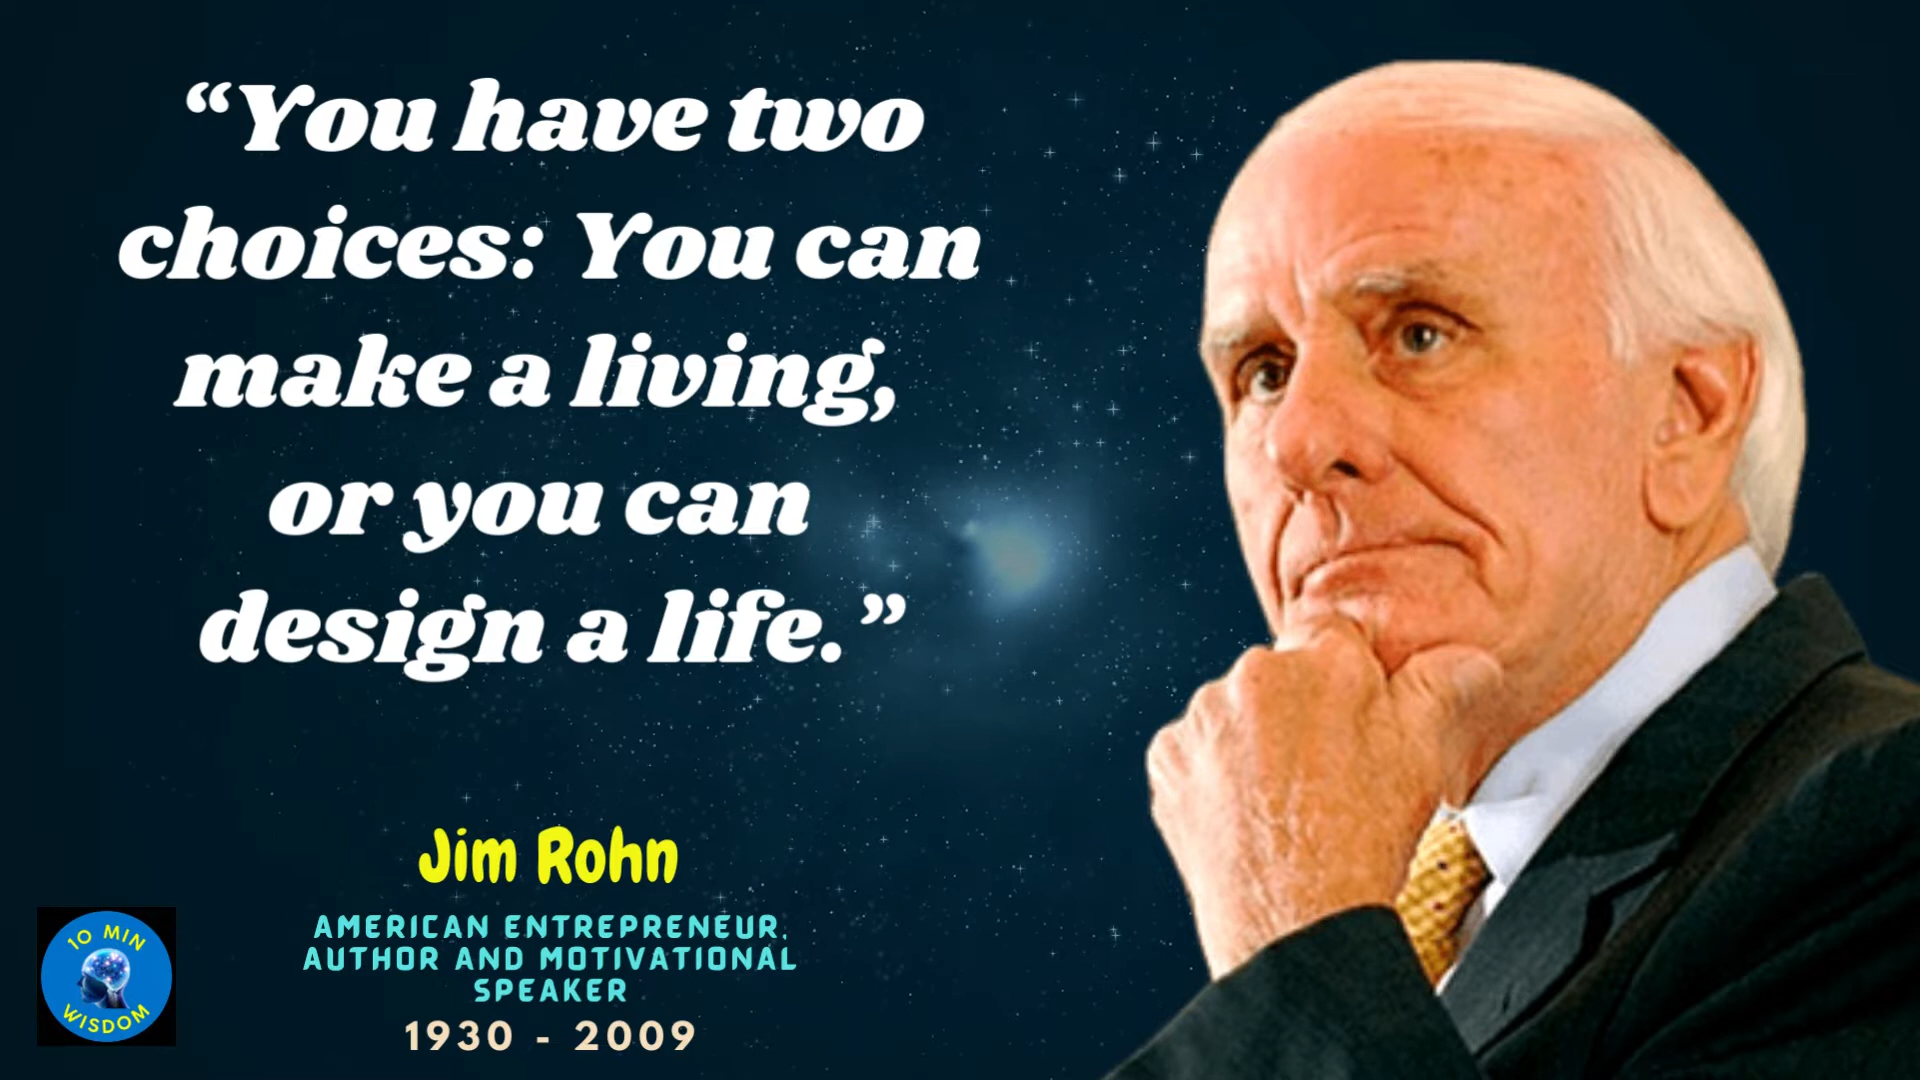 “You have two
choices: You can
make a living,
or you can
design a life.”
Jim Rohn
AMERICAN ENTREPRENEUR,
AUTHOR AND MOTIVATIONAL
SPEAKER
1930 - 2009
10 MIN
WISDOM